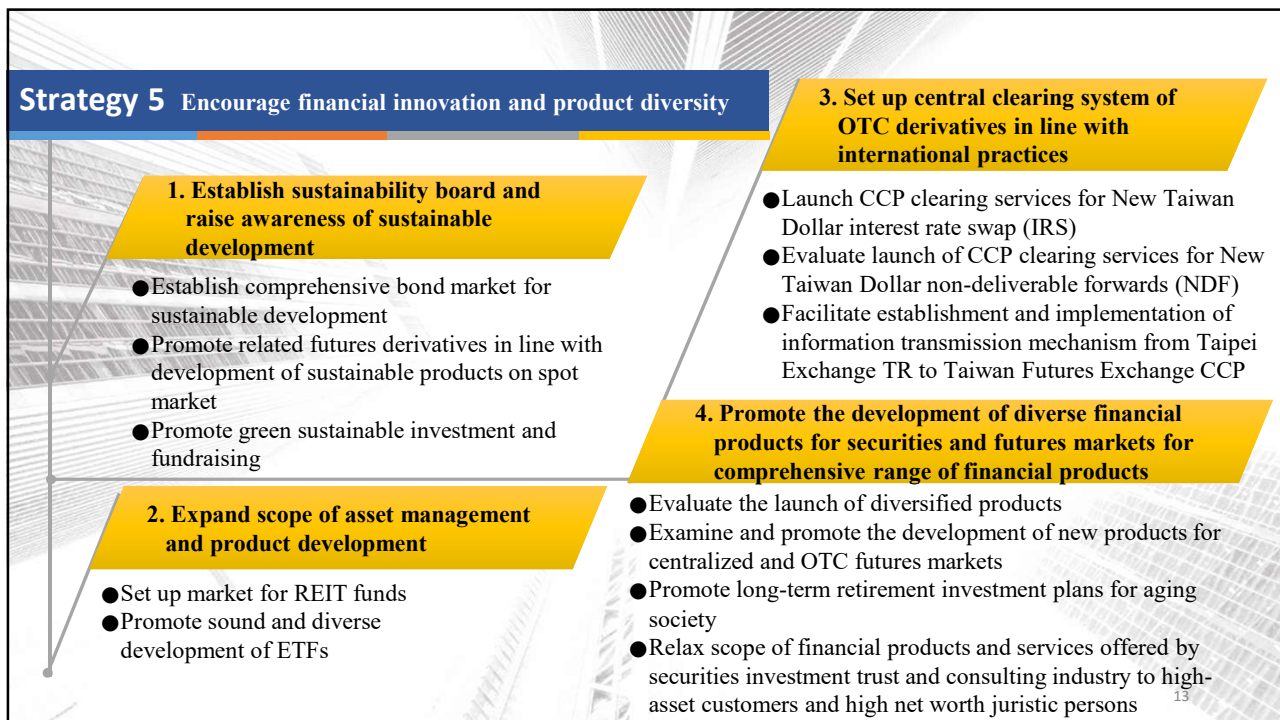 Strategy 5 Encourage financial innovation and product diversity
1. Establish sustainability board and
raise awareness of sustainable
development
●Establish comprehensive bond market for
sustainable development
●Promote related futures derivatives in line with
development of sustainable products on spot
market
●Promote green sustainable investment and
fundraising
2. Expand scope of asset management
and product development
●Set up market for REIT funds
●Promote sound and diverse
development of ETFs
3. Set up central clearing system of
OTC derivatives in line with
international practices
●Launch CCP clearing services for New Taiwan
Dollar interest rate swap (IRS)
●Evaluate launch of CCP clearing services for New
Taiwan Dollar non-deliverable forwards (NDF)
●Facilitate establishment and implementation of
information transmission mechanism from Taipei
Exchange TR to Taiwan Futures Exchange CCP
4. Promote the development of diverse financial
products for securities and futures markets for
comprehensive range of financial products
●Evaluate the launch of diversified products
●Examine and promote the development of new products for
centralized and OTC futures markets
●Promote long-term retirement investment plans for aging
society
●Relax scope of financial products and services offered by
securities investment trust and consulting industry to high-
asset customers and high net worth juristic persons
13